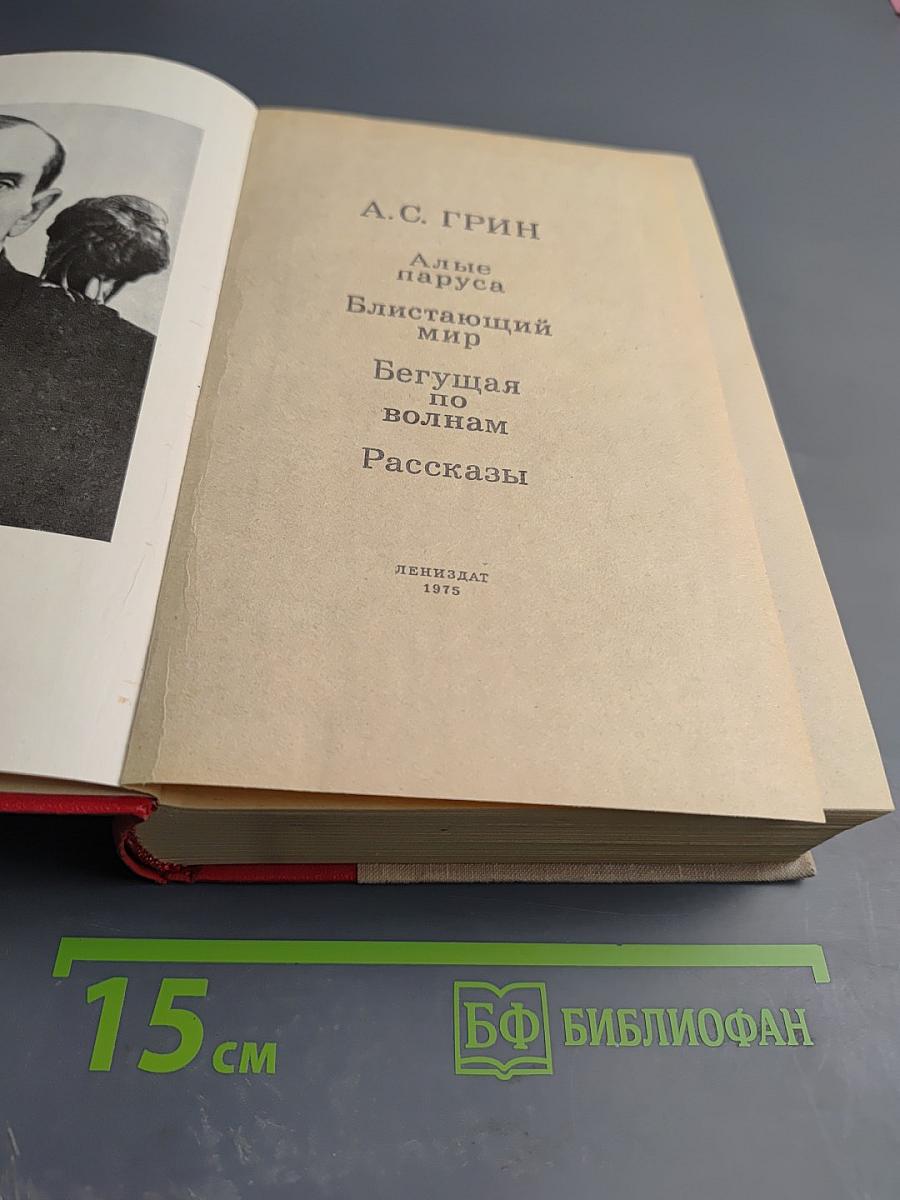 А. С. ГРИН
Алые
паруса
Блистающий
мир
Бегущая
по
волнам
Рассказы
ЛЕНИЗДАТ
1975
15 см
БФ БИБЛИОФАН